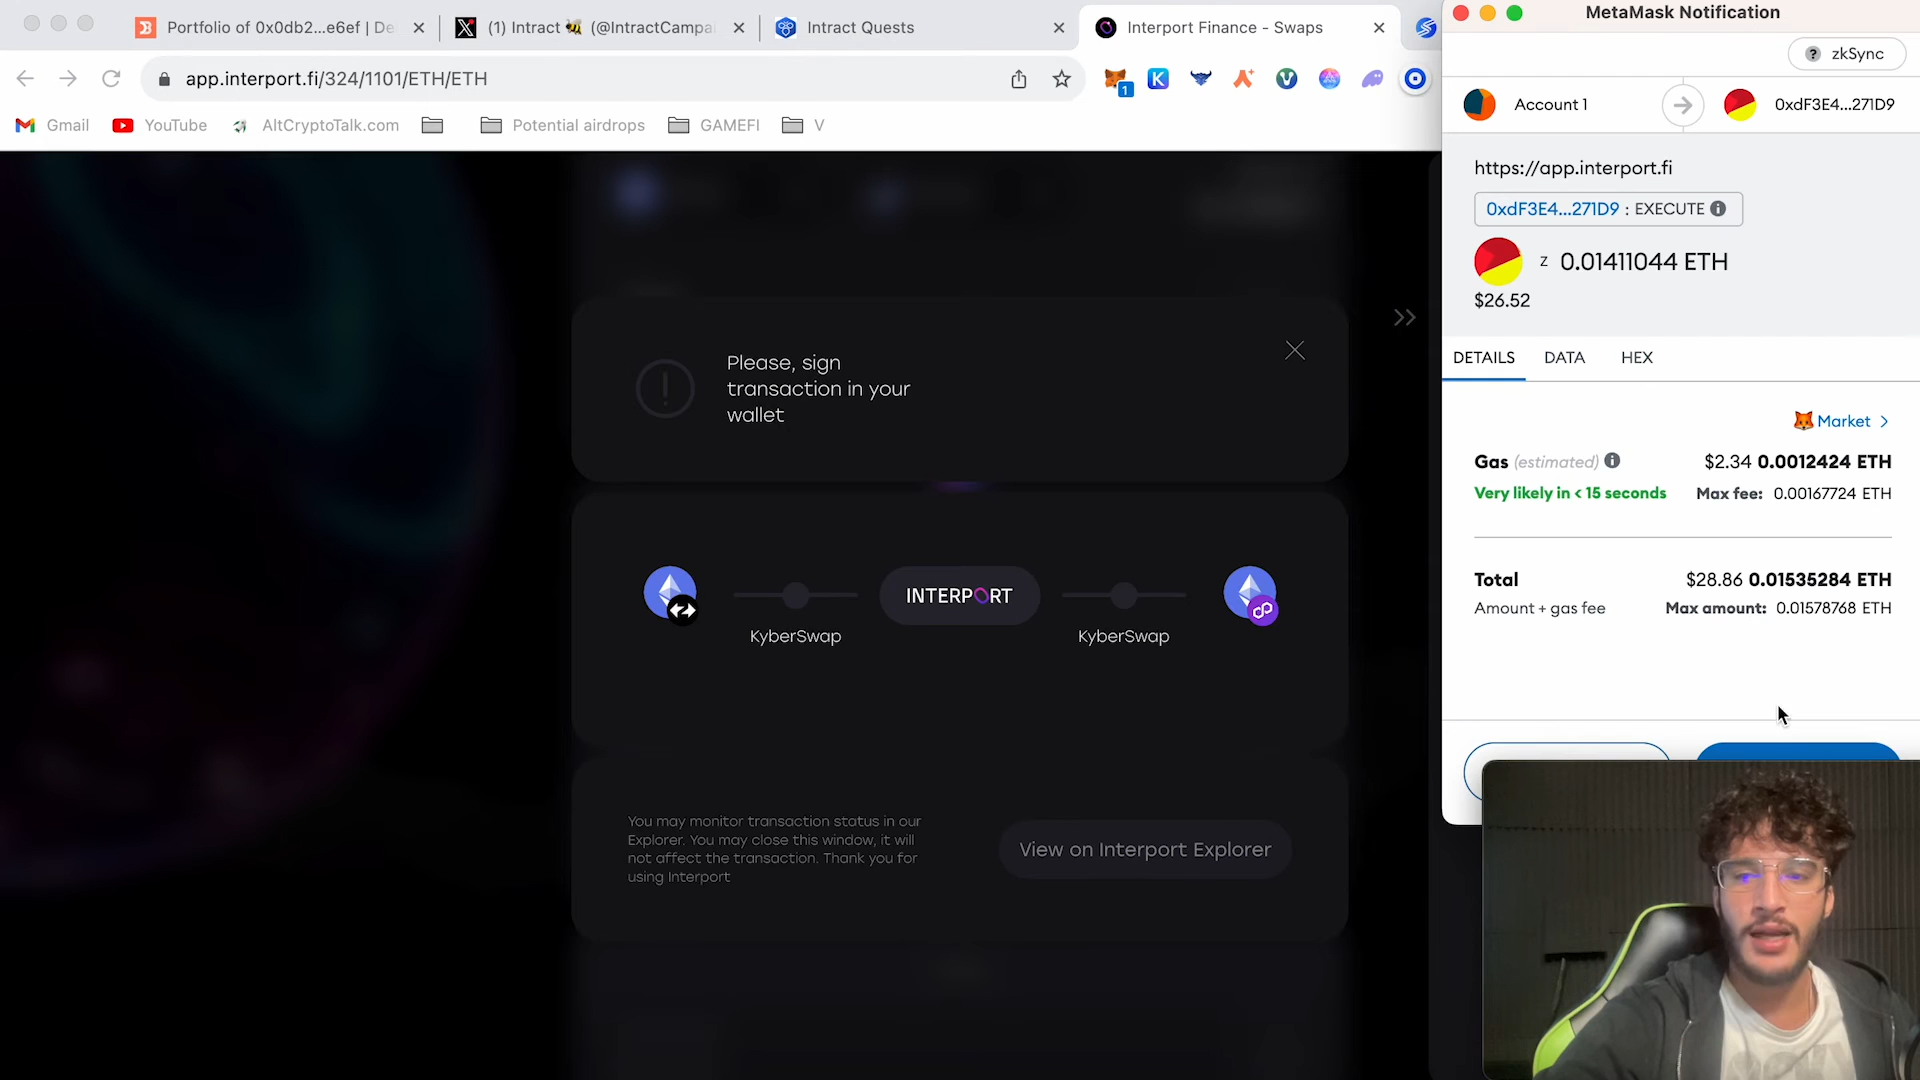 Portfolio of 0x0db2...e6ef | De
(1) Intract 🐝 (@IntractCampai
Intract Quests
Interport Finance - Swaps
app.interport.fi/324/1101/ETH/ETH
1
Gmail
YouTube
AltCryptoTalk.com
Potential airdrops
GAMEFI
V
Please, sign
transaction in your
wallet
INTERPORT
KyberSwap
KyberSwap
You may monitor transaction status in our
Explorer. You may close this window, it will
not affect the transaction. Thank you for
using Interport
View on Interport Explorer
MetaMask Notification
? zkSync
Account 1
0xdF3E4...271D9
https://app.interport.fi
0xdF3E4...271D9 : EXECUTE
Z 0.01411044 ETH
$26.52
DETAILS
DATA
HEX
Market >
Gas (estimated) $2.34 0.0012424 ETH
Very likely in < 15 seconds Max fee: 0.00167724 ETH
Total $28.86 0.01535284 ETH
Amount + gas fee Max amount: 0.01578768 ETH